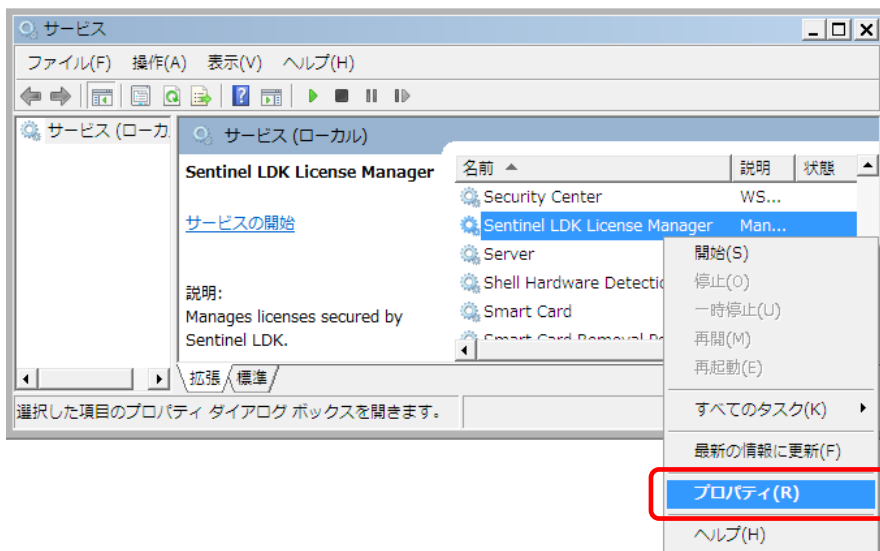 サービス
ファイル(F) 操作(A) 表示(V) ヘルプ(H)
サービス (ローカ
サービス (ローカル)
Sentinel LDK License Manager
サービスの開始
説明:
Manages licenses secured by
Sentinel LDK.
名前 説明 状態
Security Center WS...
Sentinel LDK License Manager Man...
Server
Shell Hardware Detectio
Smart Card
Smart Card Removal Po
開始(S)
停止(O)
一時停止(U)
再開(M)
再起動(E)
すべてのタスク(K)
最新の情報に更新(F)
プロパティ(R)
ヘルプ(H)
拡張 標準
選択した項目のプロパティ ダイアログ ボックスを開きます。